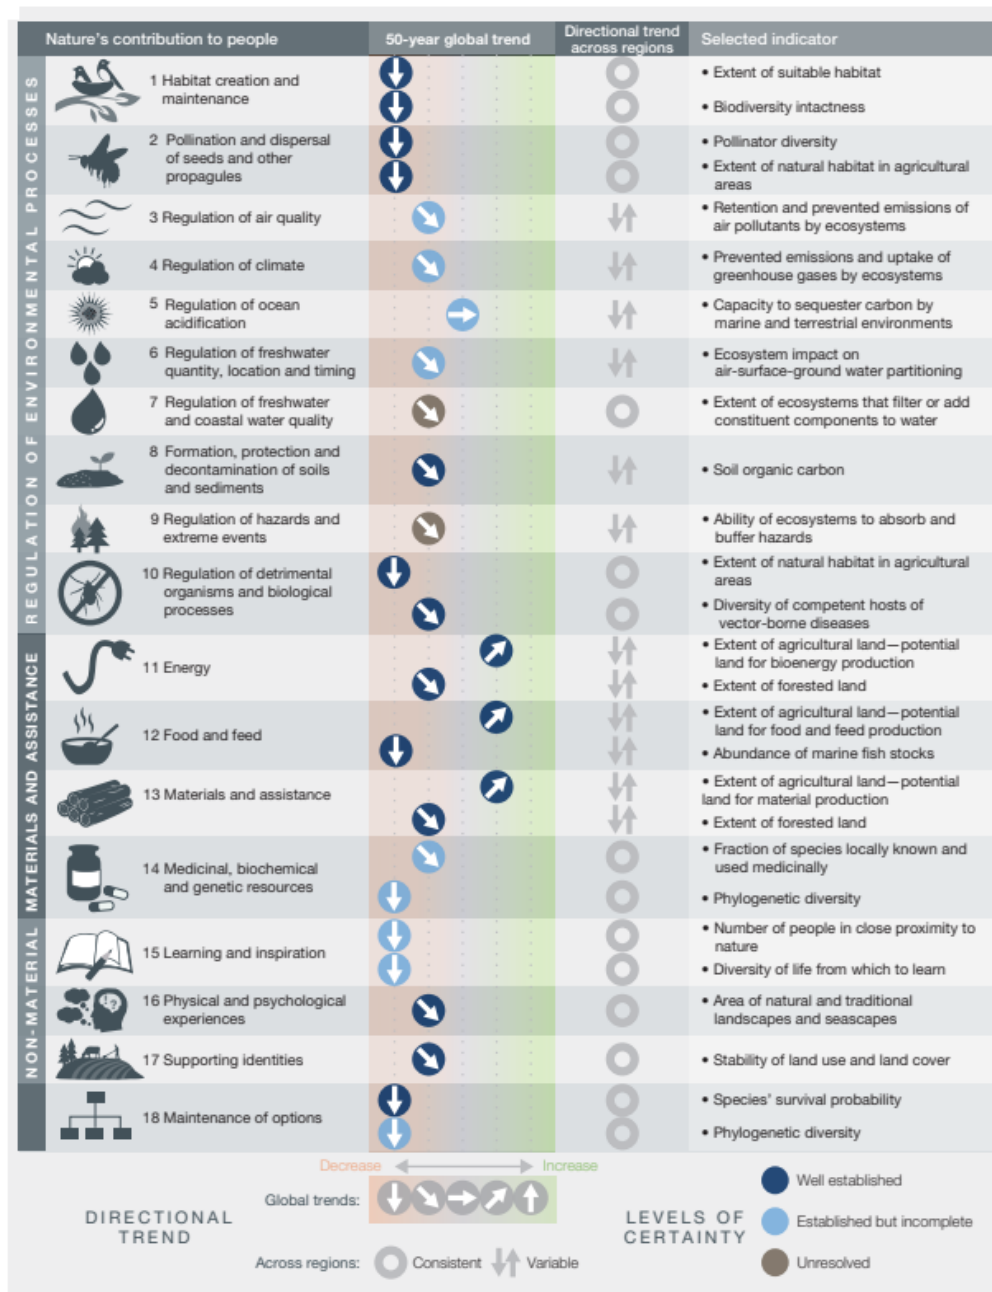 Nature's contribution to people
50-year global trend
Directional trend
across regions
Selected indicator
REGULATION OF ENVIRONMENTAL PROCESSES
1 Habitat creation and
maintenance
• Extent of suitable habitat
• Biodiversity intactness
2 Pollination and dispersal
of seeds and other
propagules
• Pollinator diversity
• Extent of natural habitat in agricultural
areas
3 Regulation of air quality
• Retention and prevented emissions of
air pollutants by ecosystems
4 Regulation of climate
• Prevented emissions and uptake of
greenhouse gases by ecosystems
5 Regulation of ocean
acidification
• Capacity to sequester carbon by
marine and terrestrial environments
6 Regulation of freshwater
quantity, location and timing
• Ecosystem impact on
air-surface-ground water partitioning
7 Regulation of freshwater
and coastal water quality
• Extent of ecosystems that filter or add
constituent components to water
8 Formation, protection and
decontamination of soils
and sediments
• Soil organic carbon
9 Regulation of hazards and
extreme events
• Ability of ecosystems to absorb and
buffer hazards
10 Regulation of detrimental
organisms and biological
processes
• Extent of natural habitat in agricultural
areas
• Diversity of competent hosts of
vector-borne diseases
MATERIALS AND ASSISTANCE
11 Energy
• Extent of agricultural land—potential
land for bioenergy production
• Extent of forested land
12 Food and feed
• Extent of agricultural land—potential
land for food and feed production
• Abundance of marine fish stocks
13 Materials and assistance
• Extent of agricultural land—potential
land for material production
• Extent of forested land
14 Medicinal, biochemical
and genetic resources
• Fraction of species locally known and
used medicinally
• Phylogenetic diversity
NON-MATERIAL
15 Learning and inspiration
• Number of people in close proximity to
nature
• Diversity of life from which to learn
16 Physical and psychological
experiences
• Area of natural and traditional
landscapes and seascapes
17 Supporting identities
• Stability of land use and land cover
18 Maintenance of options
• Species' survival probability
• Phylogenetic diversity
Decrease
Increase
Global trends:
DIRECTIONAL
TREND
Across regions:
Consistent
Variable
LEVELS OF
CERTAINTY
Well established
Established but incomplete
Unresolved